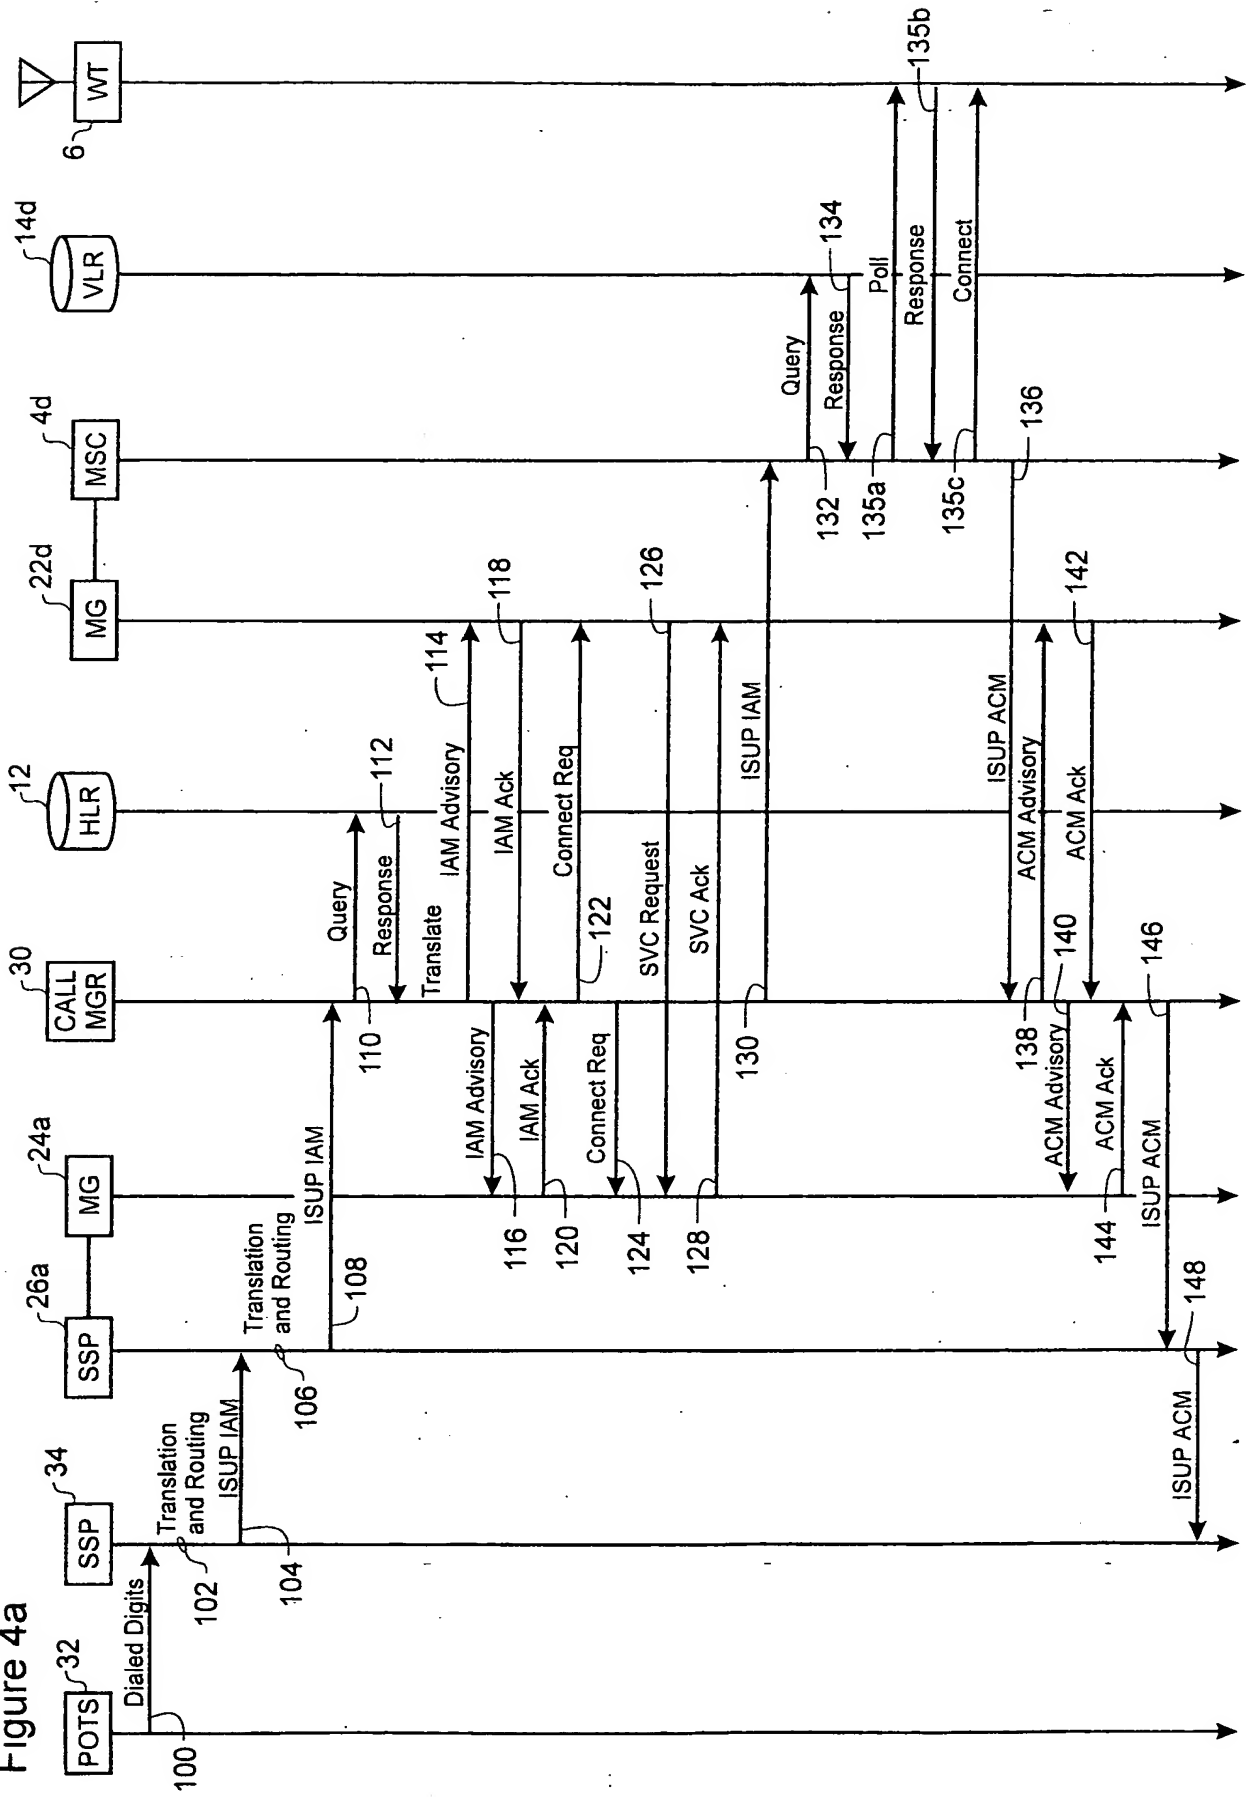 Figure 4a
POTS
32
SSP
34
SSP
26a
MG
24a
CALL
MGR
30
HLR
12
MG
22d
MSC
4d
VLR
14d
WT
6
Dialed Digits
100
Translation
and Routing
102
ISUP IAM
104
Translation
and Routing
106
ISUP IAM
108
Query
110
Response
112
Translate
IAM Advisory
114
IAM Advisory
116
IAM Ack
118
IAM Ack
120
Connect Req
122
Connect Req
124
SVC Request
126
SVC Ack
128
ISUP IAM
130
Query
132
Response
134
Poll
135a
Response
135b
Connect
135c
ISUP ACM
136
ACM Advisory
138
ACM Advisory
140
ACM Ack
142
ACM Ack
144
ISUP ACM
146
ISUP ACM
148